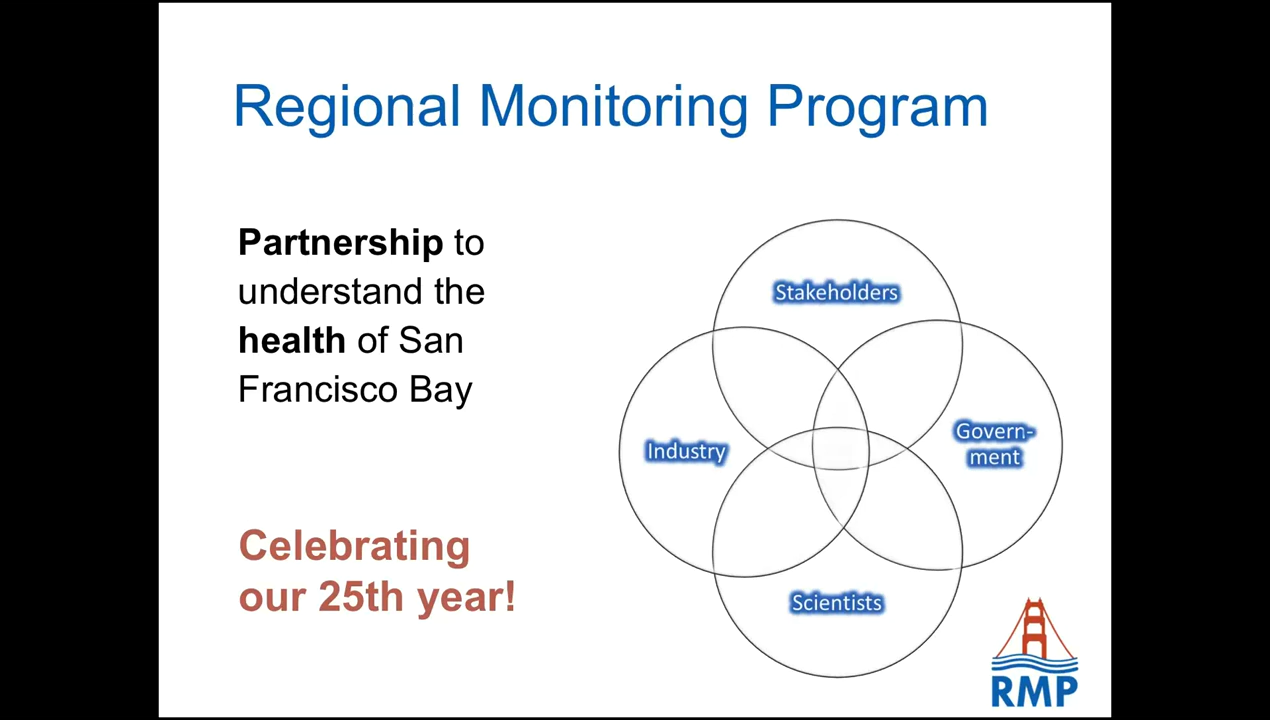 Regional Monitoring Program
Partnership to
understand the
health of San
Francisco Bay
Celebrating
our 25th year!
Stakeholders
Industry
Govern-
ment
Scientists
RMP